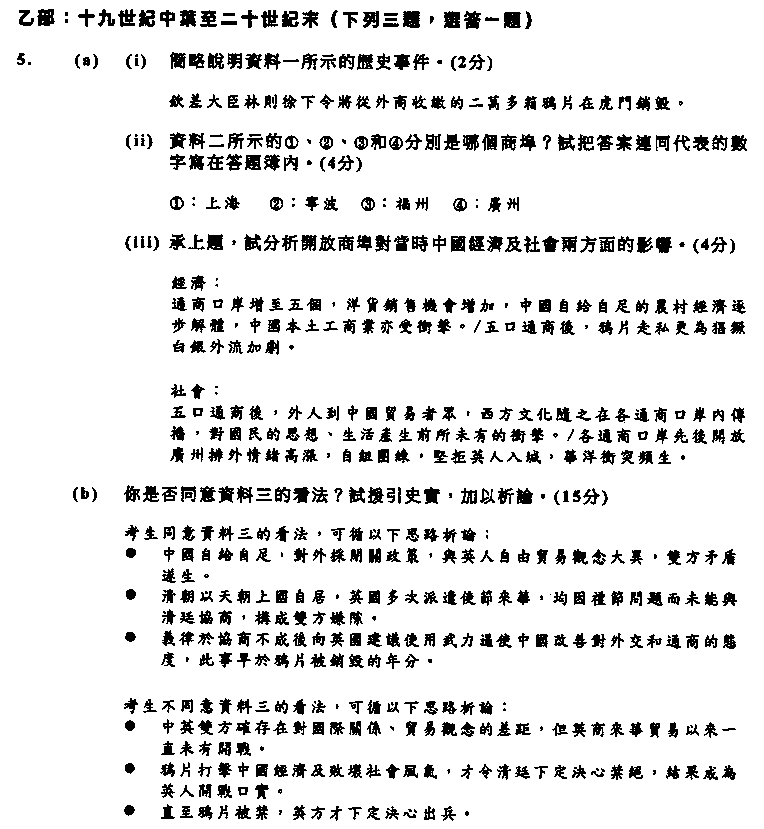 乙部：十九世紀中葉至二十世紀末（下列三題，選答一題）
5. (a) (i) 簡略說明資料一所示的歷史事件。(2分)
欽差大臣林則徐下令將從外商收繳的二萬多箱鴉片在虎門銷毀。
(ii) 資料二所示的①、②、③和④分別是哪個商埠？試把答案連同代表的數
字寫在答題簿內。(4分)
①：上海 ②：寧波 ③：福州 ④：廣州
(iii) 承上題，試分析開放商埠對當時中國經濟及社會兩方面的影響。(4分)
經濟：
通商口岸增至五個，洋貨銷售機會增加，中國自給自足的農村經濟逐
步解體，中國本土工商業亦受衝擊。/五口通商後，鴉片走私更為猖獗
白銀外流加劇。
社會：
五口通商後，外人到中國貿易者眾，西方文化隨之在各通商口岸內傳
播，對國民的思想、生活產生前所未有的衝擊。/各通商口岸先後開放
廣州排外情緒高漲，自組團練，堅拒英人入城，華洋衝突頻生。
(b) 你是否同意資料三的看法？試援引史實，加以析論。(15分)
考生同意資料三的看法，可循以下思路析論：
● 中國自給自足，對外採閉關政策，與英人自由貿易觀念大異，雙方矛盾
遂生。
● 清朝以天朝上國自居，英國多次派遣使節來華，均因禮節問題而未能與
清廷協商，構成雙方嫌隙。
● 義律於協商不成後向英國建議使用武力逼使中國改善對外交和通商的態
度，此事早於鴉片被銷毀的年分。
考生不同意資料三的看法，可循以下思路析論：
● 中英雙方確存在對國際關係、貿易觀念的差距，但英商來華貿易以來一
直未有開戰。
● 鴉片打擊中國經濟及敗壞社會風氣，才令清廷下定決心禁絕，結果成為
英人開戰口實。
● 直至鴉片被禁，英方才下定決心出兵。